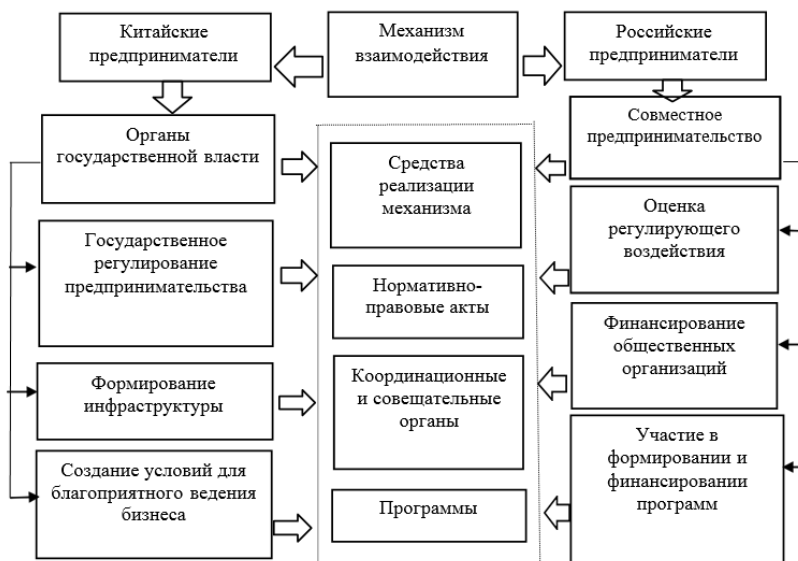 Китайские
предприниматели
Механизм
взаимодействия
Российские
предприниматели
Органы
государственной власти
Средства
реализации
механизма
Совместное
предпринимательство
Государственное
регулирование
предпринимательства
Нормативно-
правовые акты
Оценка
регулирующего
воздействия
Формирование
инфраструктуры
Координационные
и совещательные
органы
Финансирование
общественных
организаций
Создание условий для
благоприятного ведения
бизнеса
Программы
Участие в
формировании и
финансировании
программ